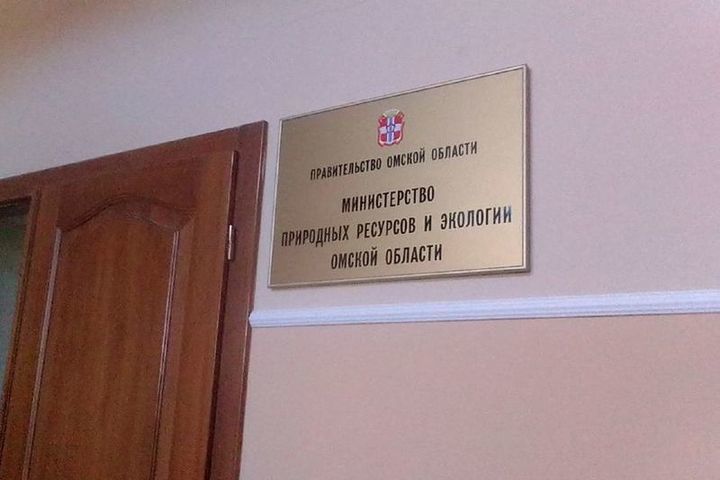 ПРАВИТЕЛЬСТВО ОМСКОЙ ОБЛАСТИ
МИНИСТЕРСТВО
ПРИРОДНЫХ РЕСУРСОВ И ЭКОЛОГИИ
ОМСКОЙ ОБЛАСТИ